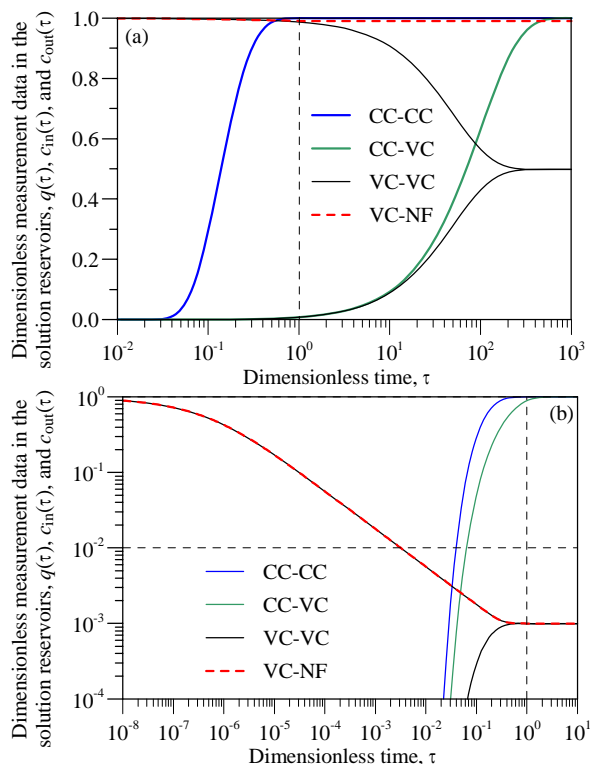 Dimensionless measurement data in the
solution reservoirs, q(τ), c_in(τ), and c_out(τ)
1.0
0.8
0.6
0.4
0.2
0.0
(a)
CC-CC
CC-VC
VC-VC
VC-NF
10^-2 10^-1 10^0 10^1 10^2 10^3
Dimensionless time, τ
Dimensionless measurement data in the
solution reservoirs, q(τ), c_in(τ), and c_out(τ)
10^0
10^-1
10^-2
10^-3
10^-4
(b)
CC-CC
CC-VC
VC-VC
VC-NF
10^-8 10^-7 10^-6 10^-5 10^-4 10^-3 10^-2 10^-1 10^0 10^1
Dimensionless time, τ